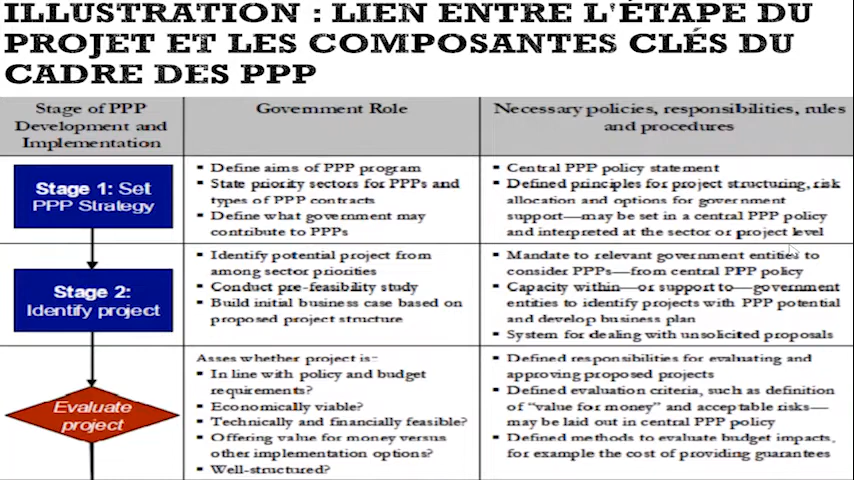 ILLUSTRATION : LIEN ENTRE L'ÉTAPE DU
PROJET ET LES COMPOSANTES CLÉS DU
CADRE DES PPP
Stage of PPP
Development and
Implementation
Government Role
Necessary policies, responsibilities, rules
and procedures
Stage 1: Set
PPP Strategy
▪ Define aims of PPP program
▪ State priority sectors for PPPs and
types of PPP contracts
▪ Define what government may
contribute to PPPs
▪ Central PPP policy statement
▪ Defined principles for project structuring, risk
allocation and options for government
support—may be set in a central PPP policy
and interpreted at the sector or project level
Stage 2:
Identify project
▪ Identify potential project from
among sector priorities
▪ Conduct pre-feasibility study
▪ Build initial business case based on
proposed project structure
▪ Mandate to relevant government entities to
consider PPPs—from central PPP policy
▪ Capacity within—or support to—government
entities to identify projects with PPP potential
and develop business plan
▪ System for dealing with unsolicited proposals
Evaluate
project
Asses whether project is:
▪ In line with policy and budget
requirements?
▪ Economically viable?
▪ Technically and financially feasible?
▪ Offering value for money versus
other implementation options?
▪ Well-structured?
▪ Defined responsibilities for evaluating and
approving proposed projects
▪ Defined evaluation criteria, such as definition
of "value for money" and acceptable risks—
may be laid out in central PPP policy
▪ Defined methods to evaluate budget impacts,
for example the cost of providing guarantees